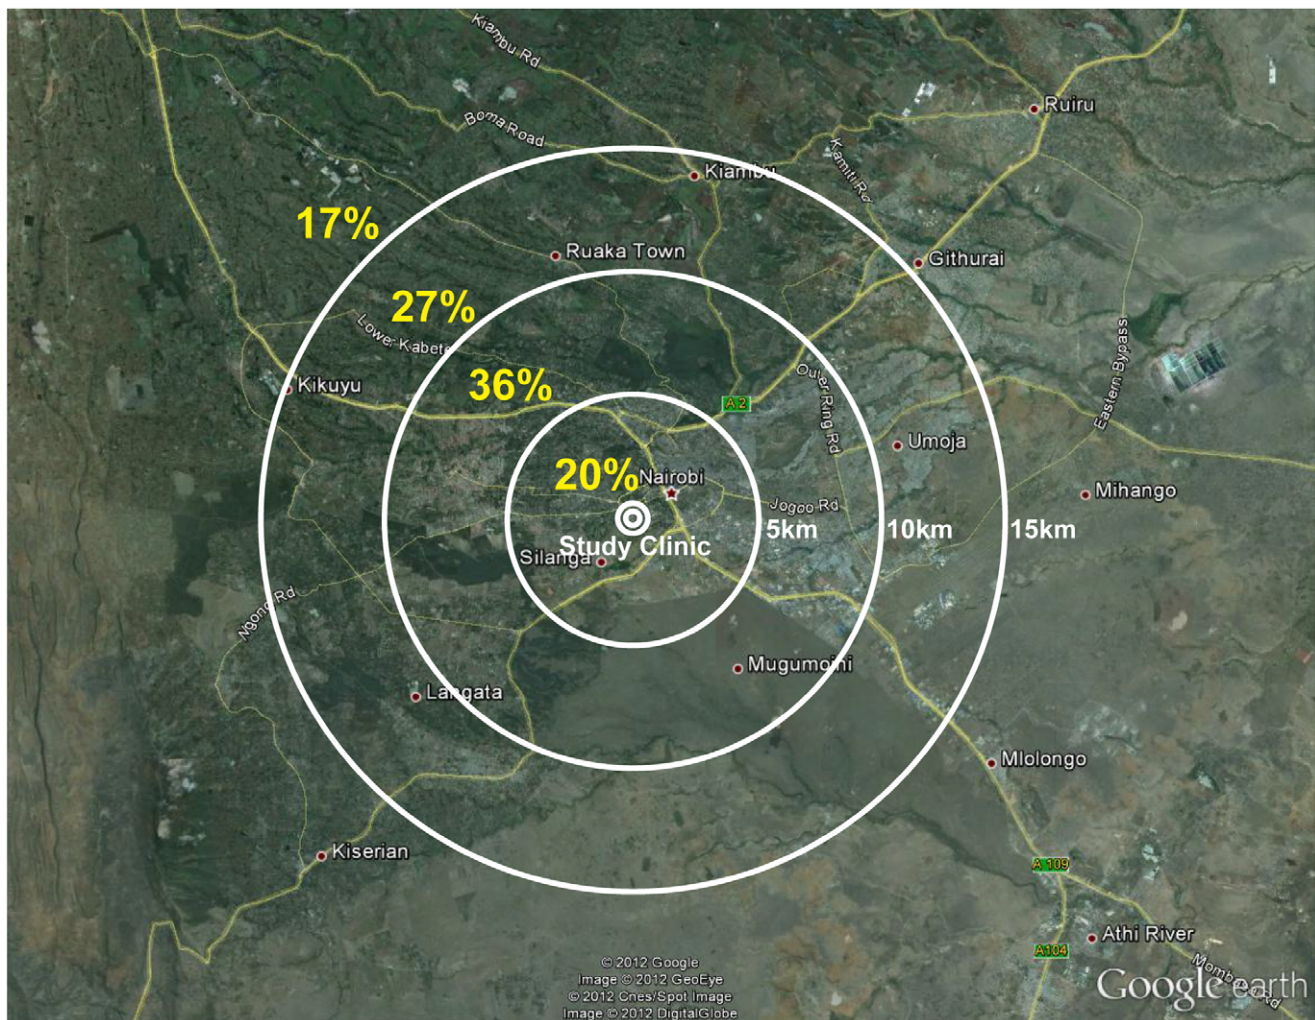 Kiambu Rd
Boma Road
Ruiru
Kiambu
Kamiti Rd
17%
Ruaka Town
Githurai
27%
Lower Kabete
36%
Kikuyu
A 2
Outer Ring Rd
Eastern Bypass
Umoja
20%
Nairobi
Mihango
Jogoo Rd
5km
10km
15km
Study Clinic
Silanga
Ngong Rd
Mugumoini
Langata
Mlolongo
Kiserian
A 109
Athi River
A104
Mombasa Rd
© 2012 Google
Image © 2012 GeoEye
© 2012 Cnes/Spot Image
Image © 2012 DigitalGlobe
Google earth